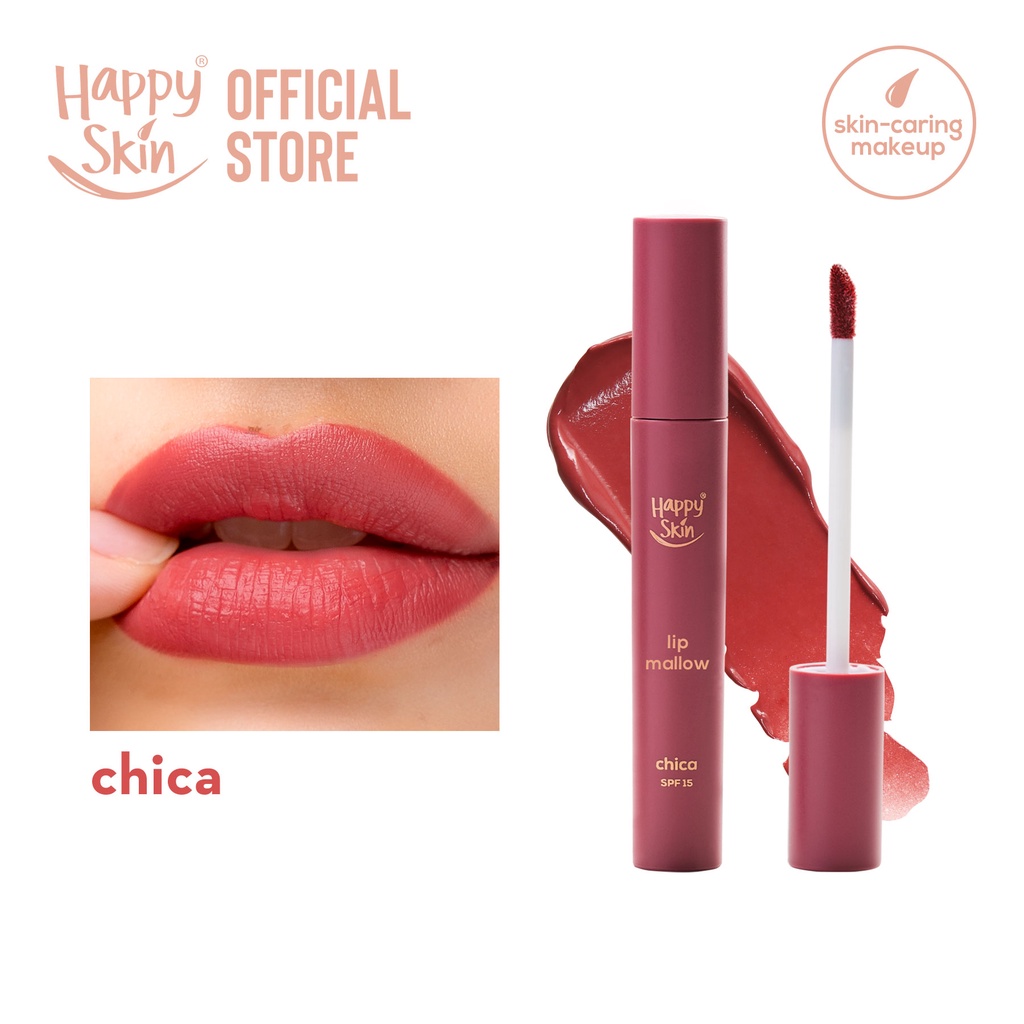 Happy® OFFICIAL
Skin STORE
skin-caring
makeup
Happy®
Skin
lip
mallow
chica
SPF 15
chica